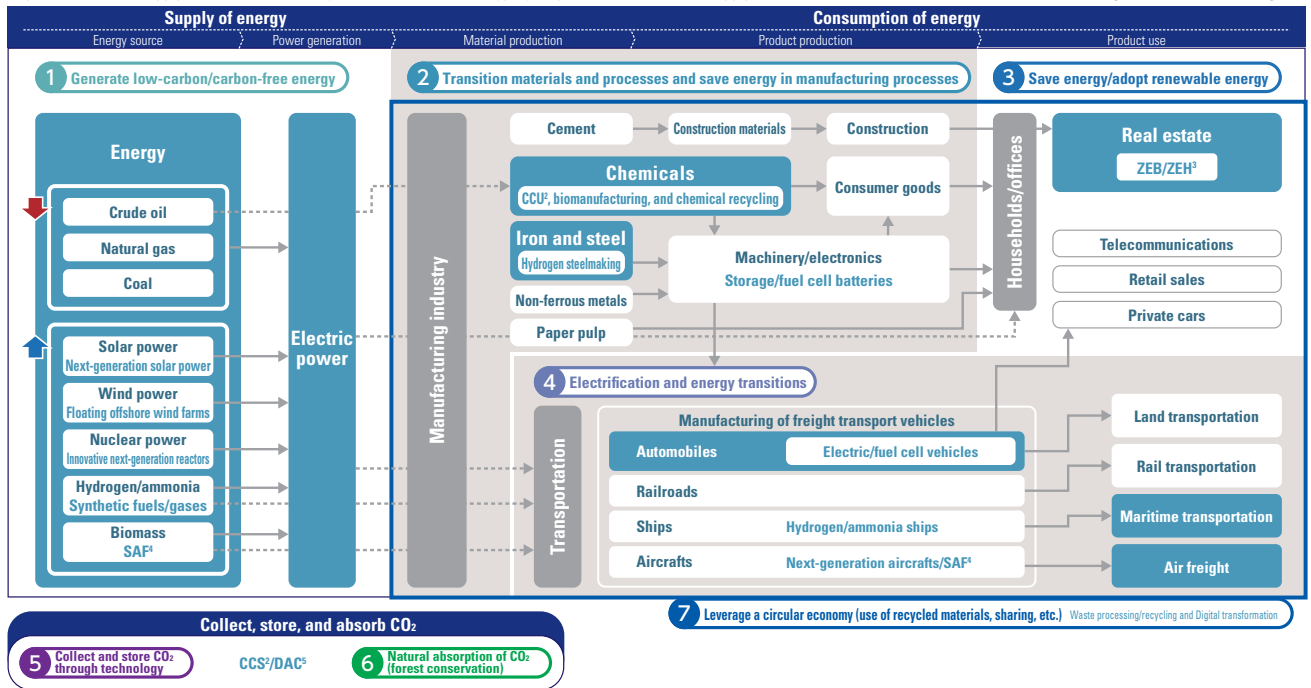 Supply of energy
Consumption of energy
Energy source
Power generation
Material production
Product production
Product use
1 Generate low-carbon/carbon-free energy
2 Transition materials and processes and save energy in manufacturing processes
3 Save energy/adopt renewable energy
Energy
Crude oil
Natural gas
Coal
Solar power
Next-generation solar power
Wind power
Floating offshore wind farms
Nuclear power
Innovative next-generation reactors
Hydrogen/ammonia
Synthetic fuels/gases
Biomass
SAF⁴
Electric
power
Manufacturing industry
Cement
Construction materials
Construction
Chemicals
CCU², biomanufacturing, and chemical recycling
Consumer goods
Iron and steel
Hydrogen steelmaking
Machinery/electronics
Storage/fuel cell batteries
Non-ferrous metals
Paper pulp
Households/offices
Real estate
ZEB/ZEH³
Telecommunications
Retail sales
Private cars
4 Electrification and energy transitions
Transportation
Manufacturing of freight transport vehicles
Automobiles
Electric/fuel cell vehicles
Railroads
Ships
Hydrogen/ammonia ships
Aircrafts
Next-generation aircrafts/SAF⁴
Land transportation
Rail transportation
Maritime transportation
Air freight
7 Leverage a circular economy (use of recycled materials, sharing, etc.) Waste processing/recycling and Digital transformation
Collect, store, and absorb CO₂
5 Collect and store CO₂
through technology
CCS²/DAC⁵
6 Natural absorption of CO₂
(forest conservation)